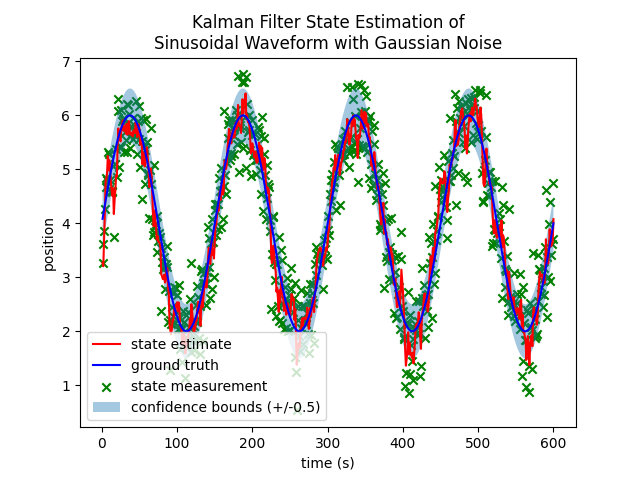 Kalman Filter State Estimation of
Sinusoidal Waveform with Gaussian Noise
7
6
5
4
3
2
1
position
state estimate
ground truth
state measurement
confidence bounds (+/-0.5)
0 100 200 300 400 500 600
time (s)